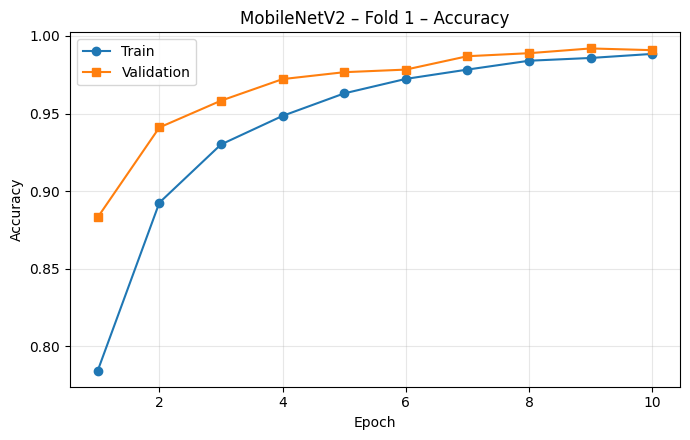 MobileNetV2 – Fold 1 – Accuracy
Train
Validation
1.00
0.95
0.90
0.85
0.80
Accuracy
2 4 6 8 10
Epoch